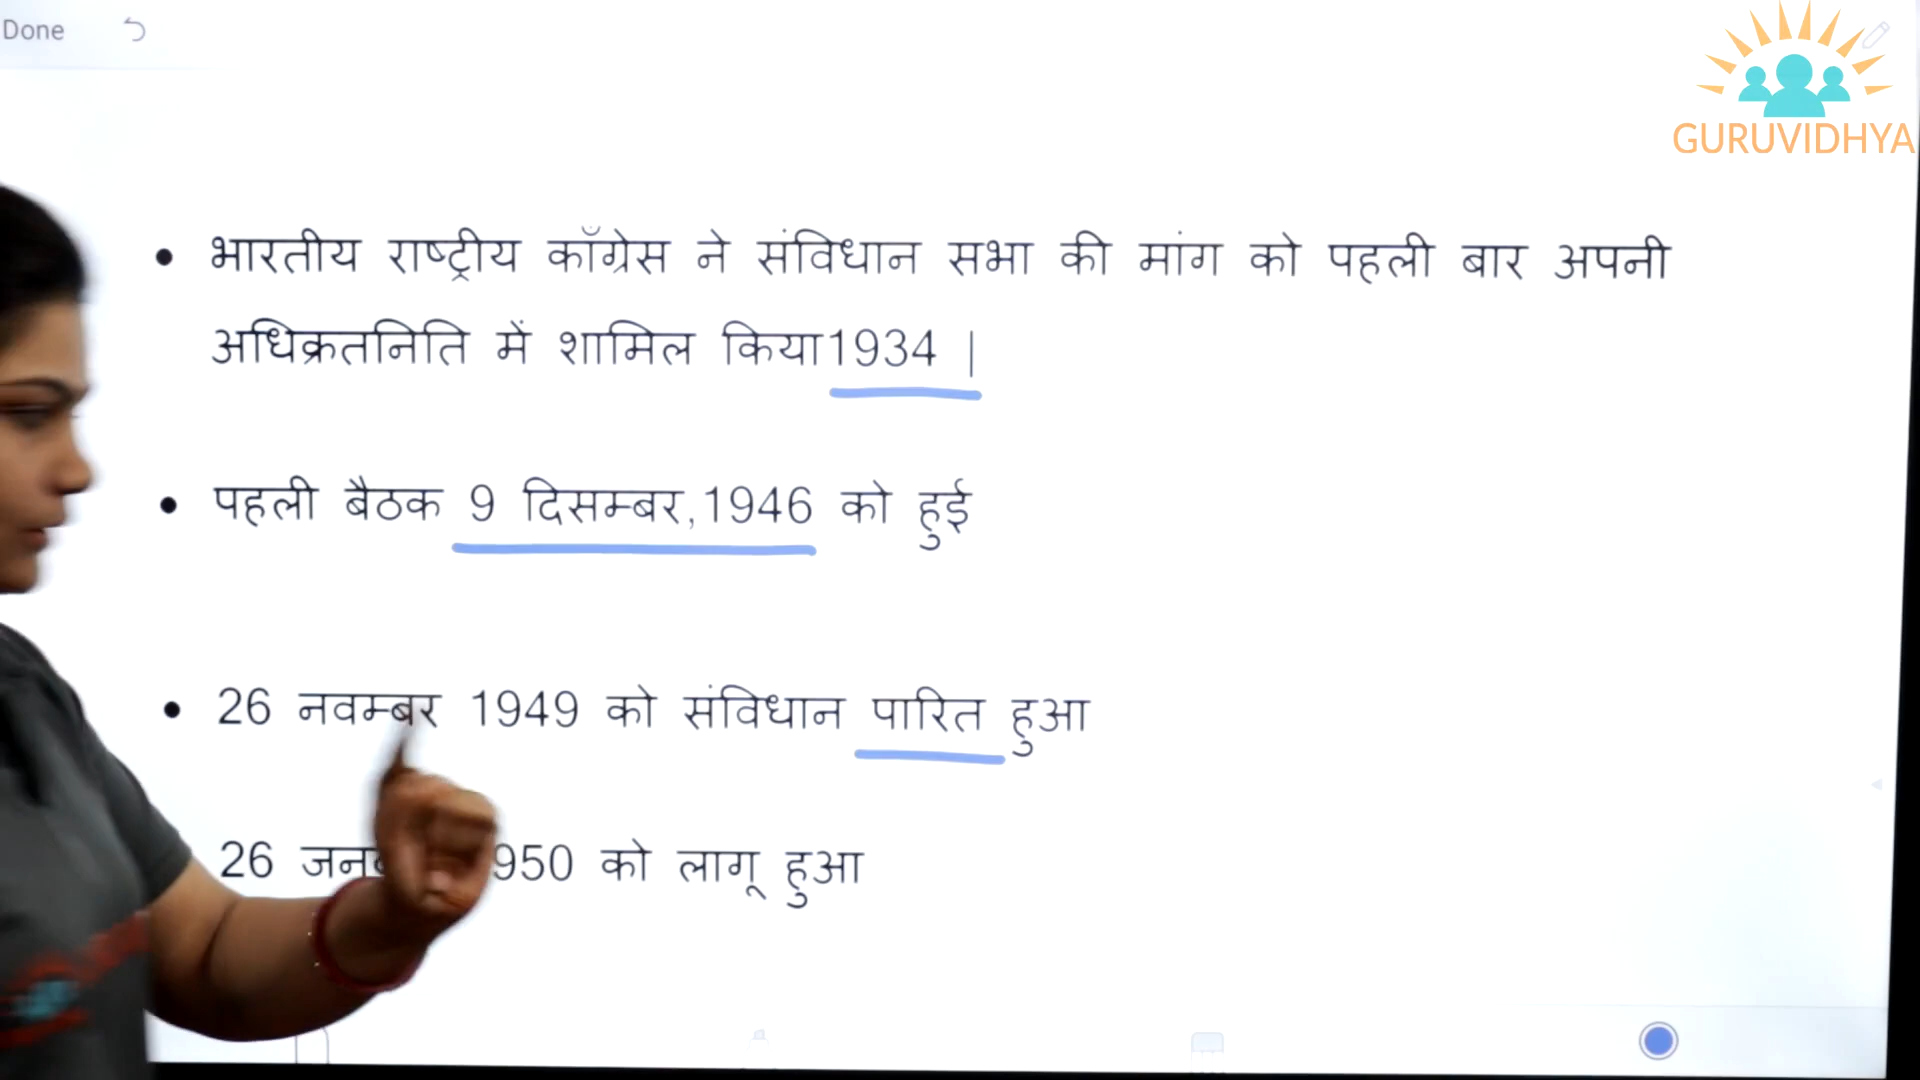 Done
GURUVIDHYA
• भारतीय राष्ट्रीय काँग्रेस ने संविधान सभा की मांग को पहली बार अपनी
अधिक्रतनिति में शामिल किया1934 |
• पहली बैठक 9 दिसम्बर,1946 को हुई
• 26 नवम्बर 1949 को संविधान पारित हुआ
26 950 को लागू हुआ